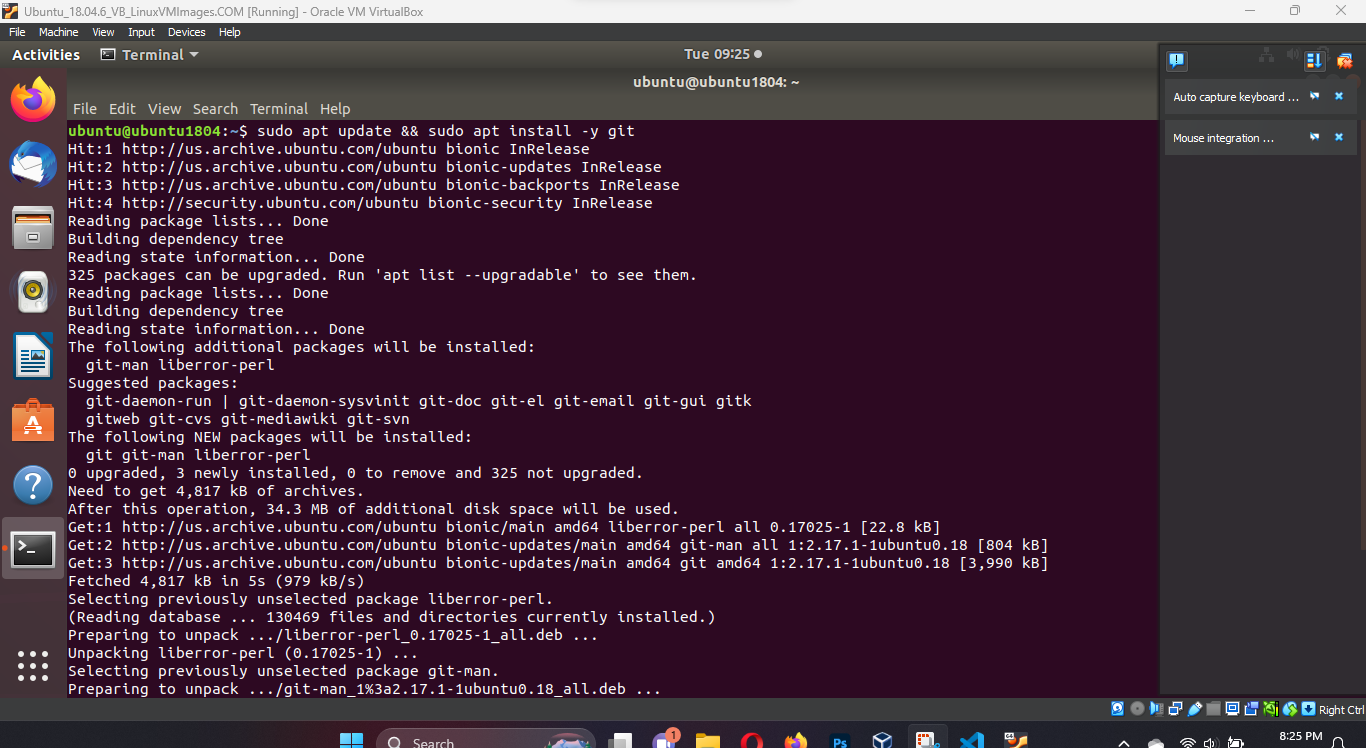 Ubuntu_18.04.6_VB_LinuxVMImages.COM [Running] - Oracle VM VirtualBox
File Machine View Input Devices Help
Activities Terminal Tue 09:25
ubuntu@ubuntu1804: ~
File Edit View Search Terminal Help
Auto capture keyboard ...
Mouse integration ...
ubuntu@ubuntu1804:~$ sudo apt update && sudo apt install -y git
Hit:1 http://us.archive.ubuntu.com/ubuntu bionic InRelease
Hit:2 http://us.archive.ubuntu.com/ubuntu bionic-updates InRelease
Hit:3 http://us.archive.ubuntu.com/ubuntu bionic-backports InRelease
Hit:4 http://security.ubuntu.com/ubuntu bionic-security InRelease
Reading package lists... Done
Building dependency tree
Reading state information... Done
325 packages can be upgraded. Run 'apt list --upgradable' to see them.
Reading package lists... Done
Building dependency tree
Reading state information... Done
The following additional packages will be installed:
  git-man liberror-perl
Suggested packages:
  git-daemon-run | git-daemon-sysvinit git-doc git-el git-email git-gui gitk
  gitweb git-cvs git-mediawiki git-svn
The following NEW packages will be installed:
  git git-man liberror-perl
0 upgraded, 3 newly installed, 0 to remove and 325 not upgraded.
Need to get 4,817 kB of archives.
After this operation, 34.3 MB of additional disk space will be used.
Get:1 http://us.archive.ubuntu.com/ubuntu bionic/main amd64 liberror-perl all 0.17025-1 [22.8 kB]
Get:2 http://us.archive.ubuntu.com/ubuntu bionic-updates/main amd64 git-man all 1:2.17.1-1ubuntu0.18 [804 kB]
Get:3 http://us.archive.ubuntu.com/ubuntu bionic-updates/main amd64 git amd64 1:2.17.1-1ubuntu0.18 [3,990 kB]
Fetched 4,817 kB in 5s (979 kB/s)
Selecting previously unselected package liberror-perl.
(Reading database ... 130469 files and directories currently installed.)
Preparing to unpack .../liberror-perl_0.17025-1_all.deb ...
Unpacking liberror-perl (0.17025-1) ...
Selecting previously unselected package git-man.
Preparing to unpack .../git-man_1%3a2.17.1-1ubuntu0.18_all.deb ...
Right Ctrl
Search
1
Ps
8:25 PM